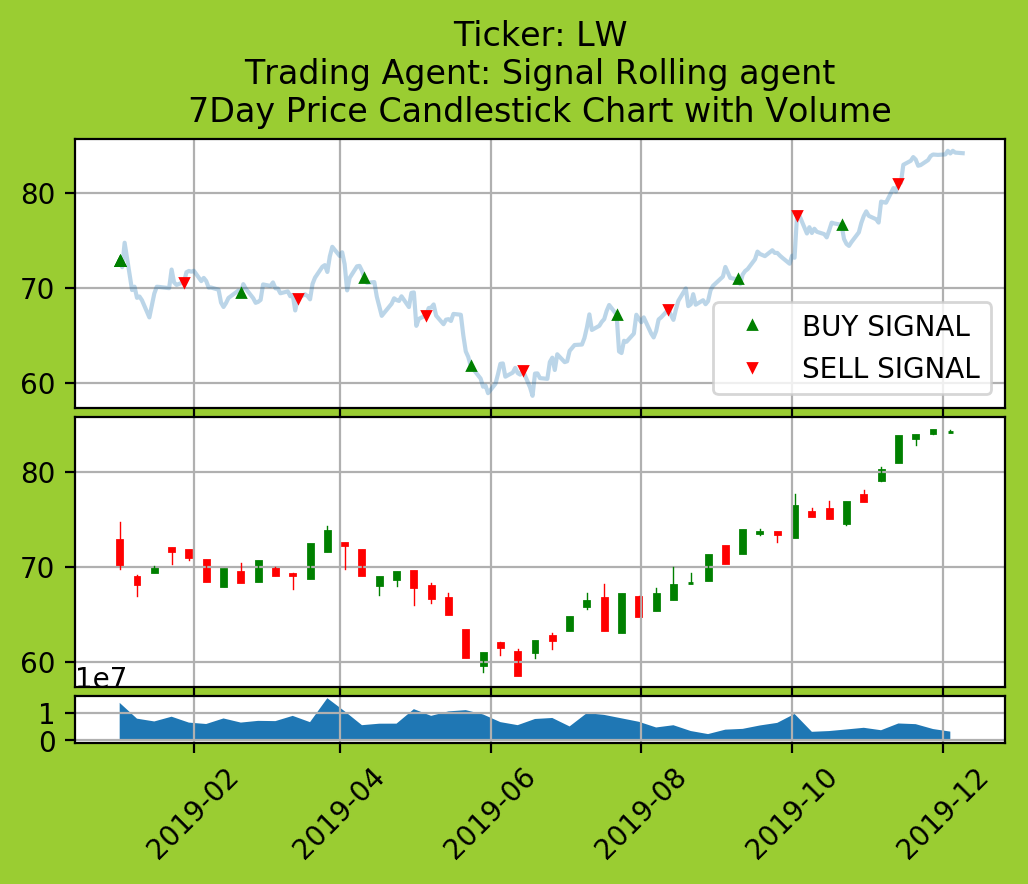 Ticker: LW
Trading Agent: Signal Rolling agent
7Day Price Candlestick Chart with Volume
80
70
60
BUY SIGNAL
SELL SIGNAL
80
70
60
1e7
1
0
2019-02
2019-04
2019-06
2019-08
2019-10
2019-12